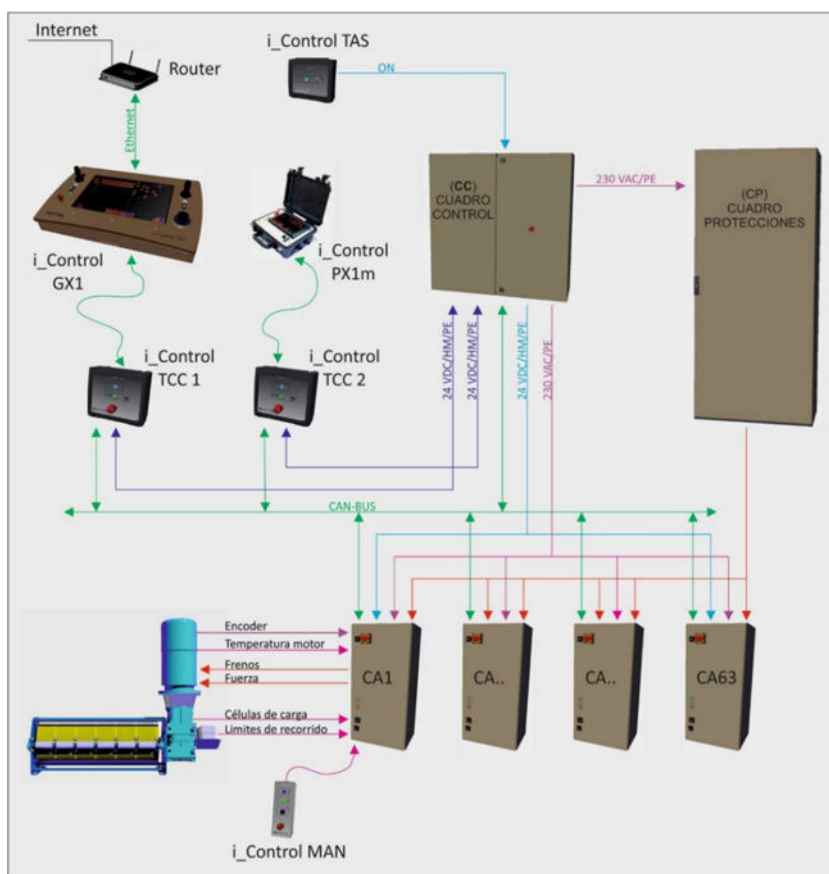 Internet
Router
Ethernet
i_Control TAS
ON
(CC)
CUADRO
CONTROL
230 VAC/PE
(CP)
CUADRO
PROTECCIONES
i_Control
GX1
i_Control
PX1m
i_Control
TCC 1
i_Control
TCC 2
24 VDC/HM/PE
24 VDC/HM/PE
24 VDC/HM/PE
230 VAC/PE
CAN-BUS
Encoder
Temperatura motor
Frenos
Fuerza
Células de carga
Limites de recorrido
CA1
CA..
CA..
CA63
i_Control MAN